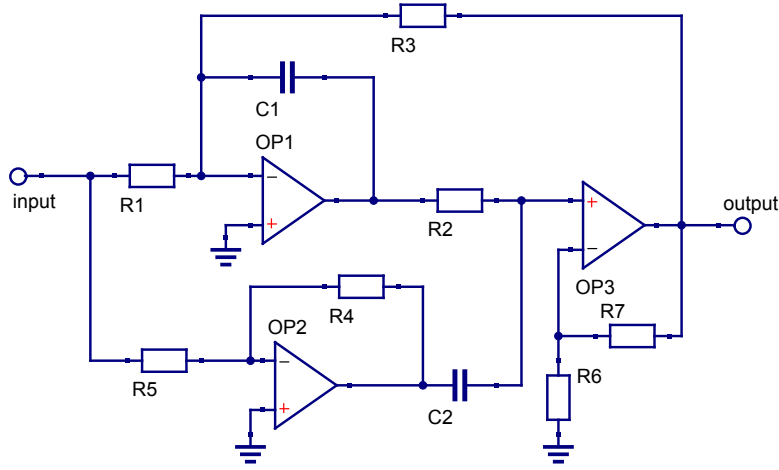 R3
C1
OP1
input
R1
−
+
R2
+
−
output
OP3
R4
OP2
R7
−
+
R5
C2
R6